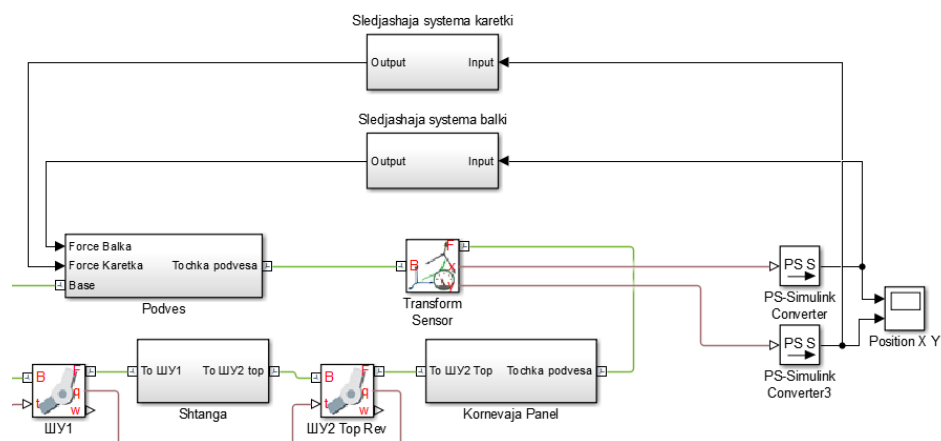 Sledjashaja systema karetki
Output
Input
Sledjashaja systema balki
Output
Input
Force Balka
Force Karetka
Base
Tochka podvesa
Podves
B
F
x
y
Transform
Sensor
PS S
PS-Simulink
Converter
PS S
PS-Simulink
Converter3
Position X Y
B
F
q
t
w
ШУ1
To ШУ1
To ШУ2 top
Shtanga
B
F
q
t
w
ШУ2 Top Rev
To ШУ2 Top
Tochka podvesa
Kornevaja Panel